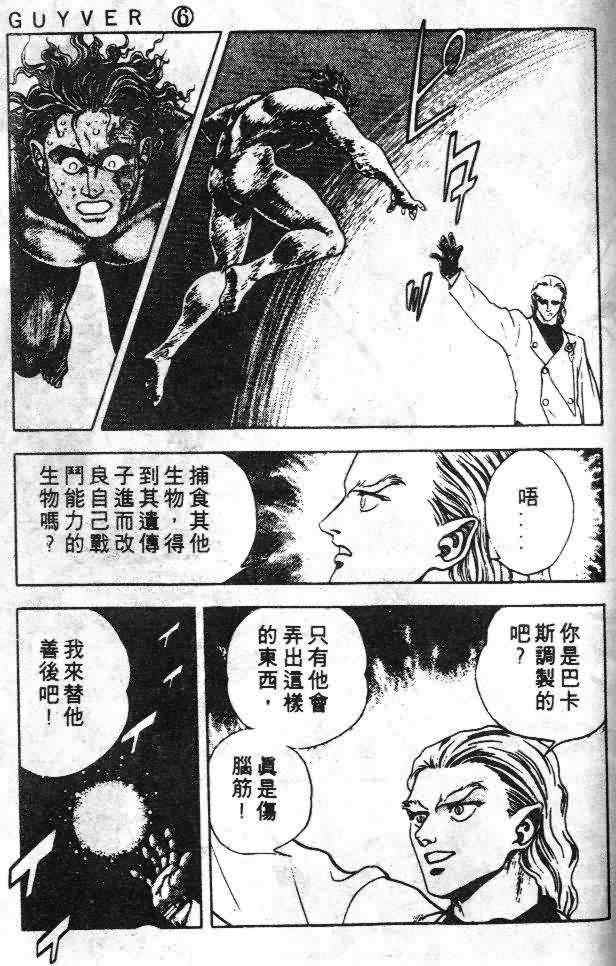 GUYVER ⑥
ピキ
ツ
唔……
捕食其他
生物，得
到其遺傳
子進而改
良自己戰
鬥能力的
生物嗎？
你是巴卡
斯調製的
吧？
只有他會
弄出這樣
的東西，
真是傷
腦筋！
我來替他
善後吧！